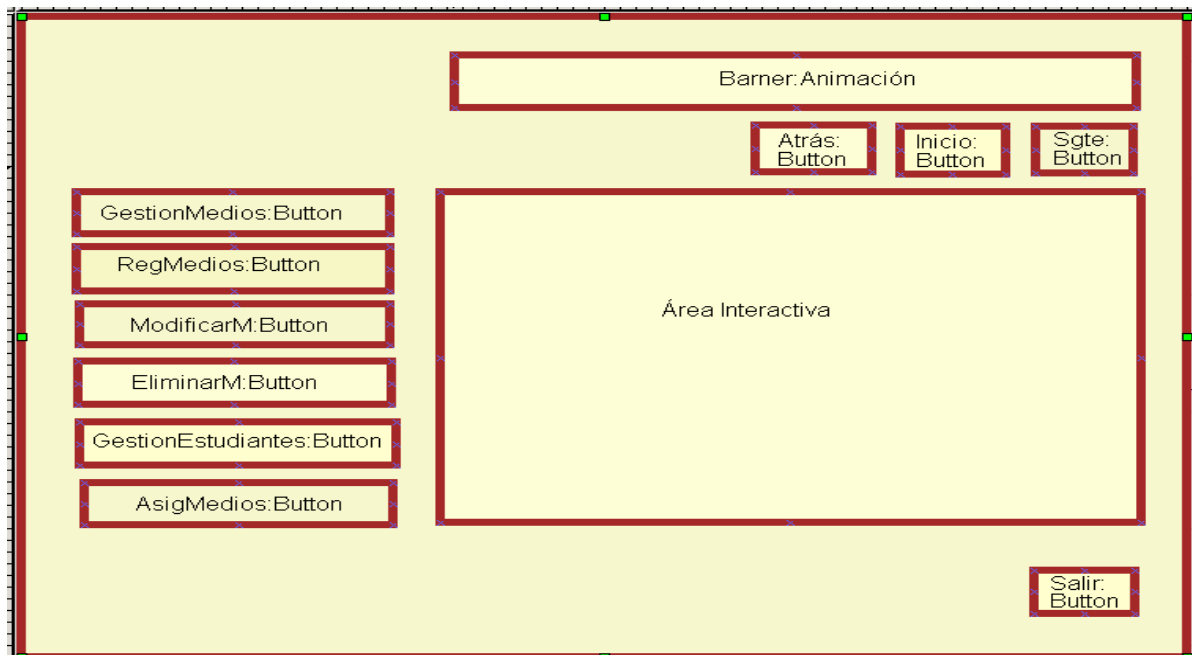 Barner:Animación
Atrás:
Button
Inicio:
Button
Sgte:
Button
GestionMedios:Button
RegMedios:Button
ModificarM:Button
EliminarM:Button
GestionEstudiantes:Button
AsigMedios:Button
Área Interactiva
Salir:
Button